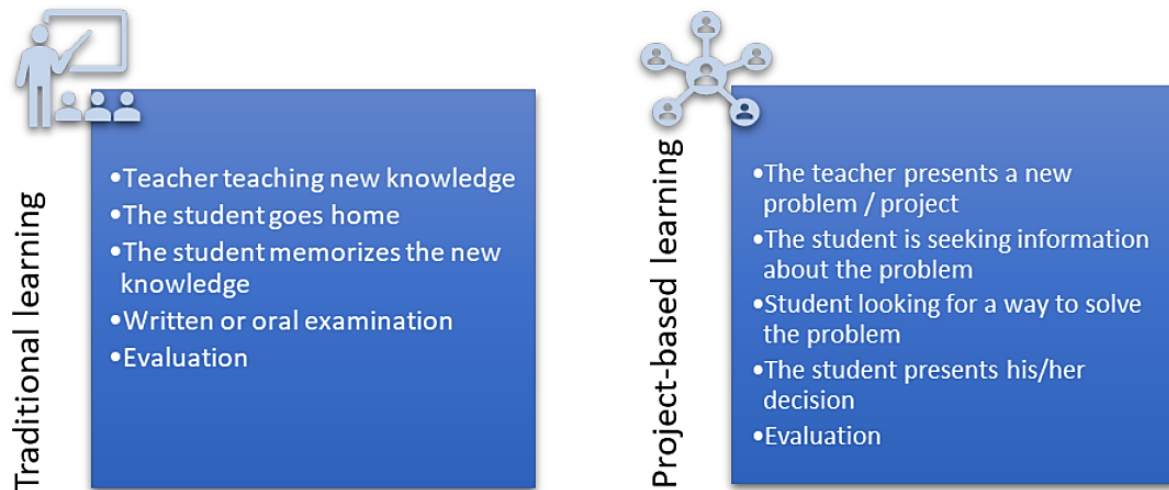 Traditional learning
•Teacher teaching new knowledge
•The student goes home
•The student memorizes the new
knowledge
•Written or oral examination
•Evaluation
Project-based learning
•The teacher presents a new
problem / project
•The student is seeking information
about the problem
•Student looking for a way to solve
the problem
•The student presents his/her
decision
•Evaluation